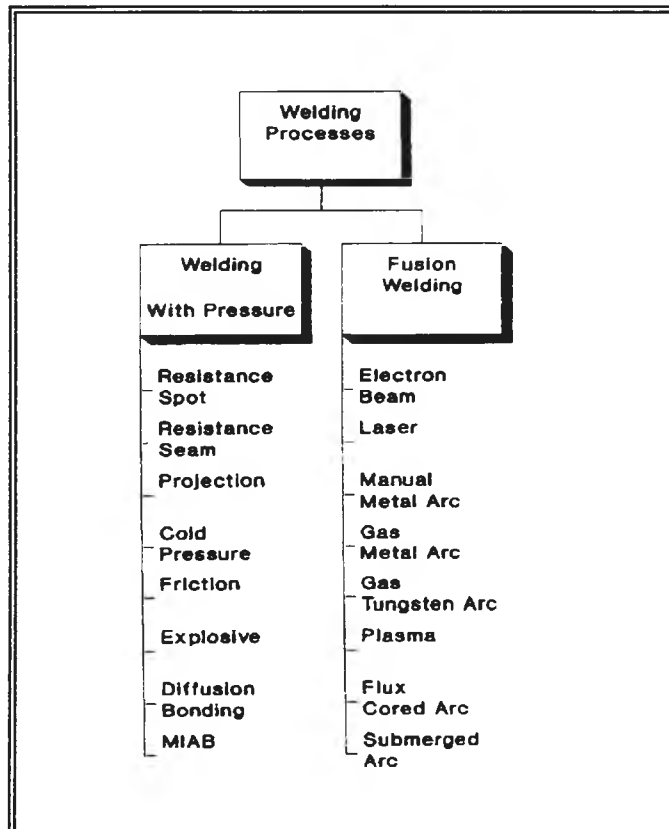 Welding
Processes
Welding
With Pressure
Fusion
Welding
Resistance
Spot
Resistance
Seam
Projection
Cold
Pressure
Friction
Explosive
Diffusion
Bonding
MIAB
Electron
Beam
Laser
Manual
Metal Arc
Gas
Metal Arc
Gas
Tungsten Arc
Plasma
Flux
Cored Arc
Submerged
Arc